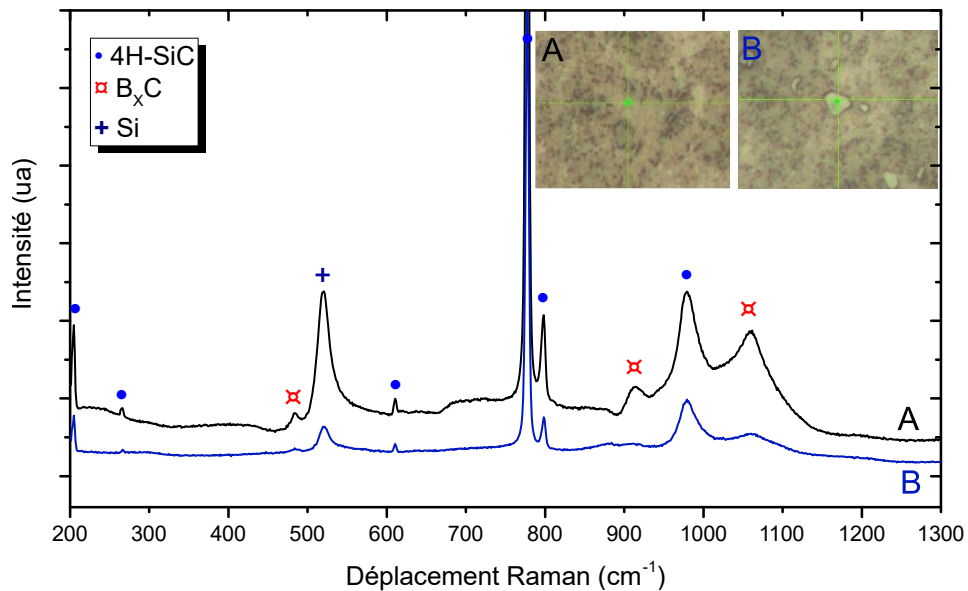 4H-SiC
BₓC
Si
A
B
Intensité (ua)
A
B
200 300 400 500 600 700 800 900 1000 1100 1200 1300
Déplacement Raman (cm⁻¹)